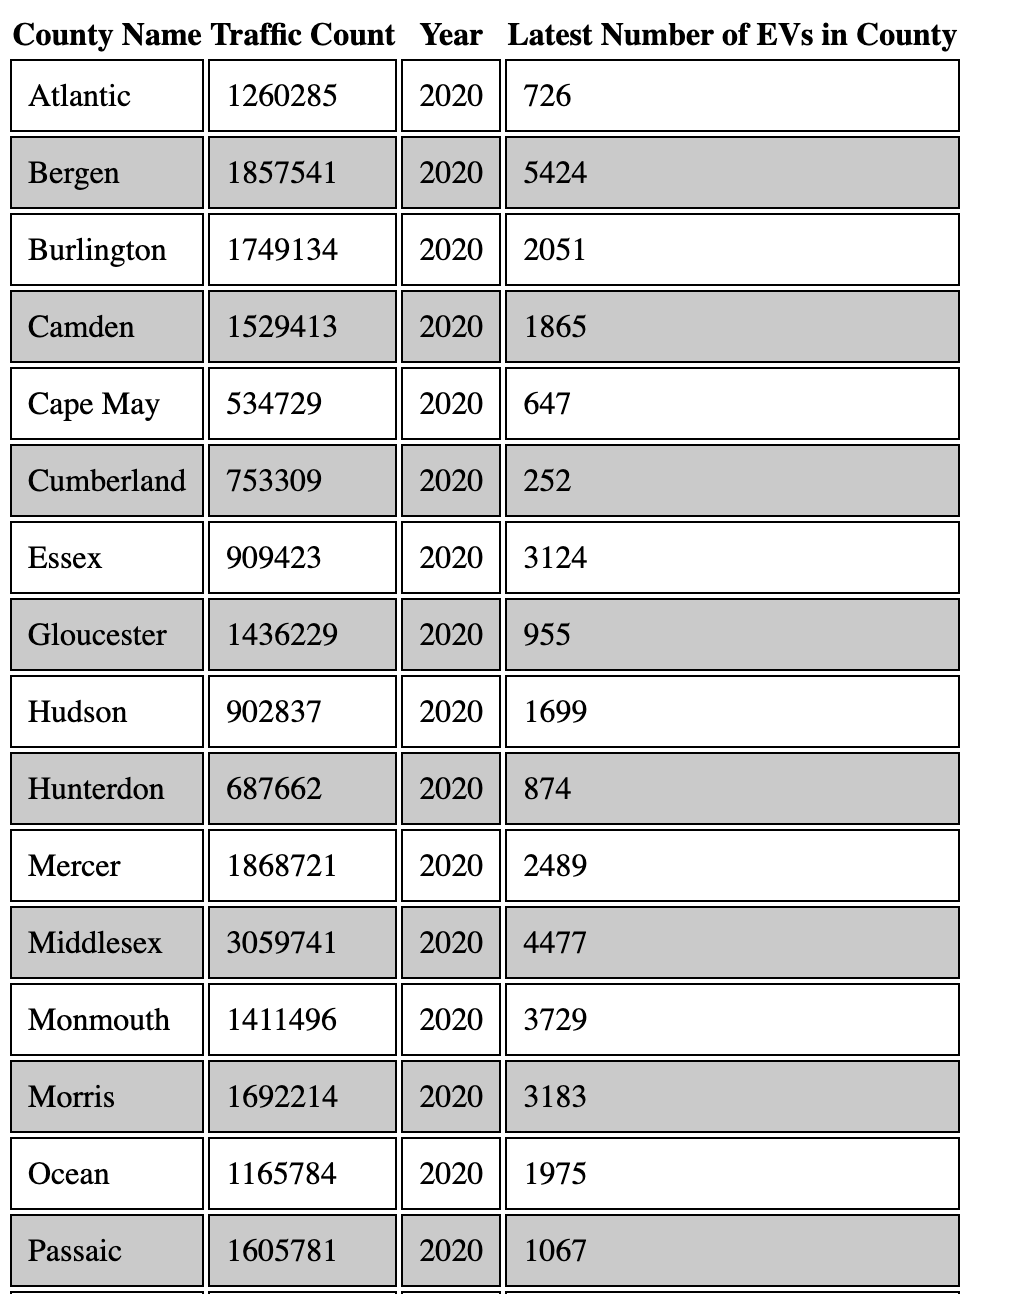 County Name Traffic Count Year Latest Number of EVs in County
Atlantic 1260285 2020 726
Bergen 1857541 2020 5424
Burlington 1749134 2020 2051
Camden 1529413 2020 1865
Cape May 534729 2020 647
Cumberland 753309 2020 252
Essex 909423 2020 3124
Gloucester 1436229 2020 955
Hudson 902837 2020 1699
Hunterdon 687662 2020 874
Mercer 1868721 2020 2489
Middlesex 3059741 2020 4477
Monmouth 1411496 2020 3729
Morris 1692214 2020 3183
Ocean 1165784 2020 1975
Passaic 1605781 2020 1067